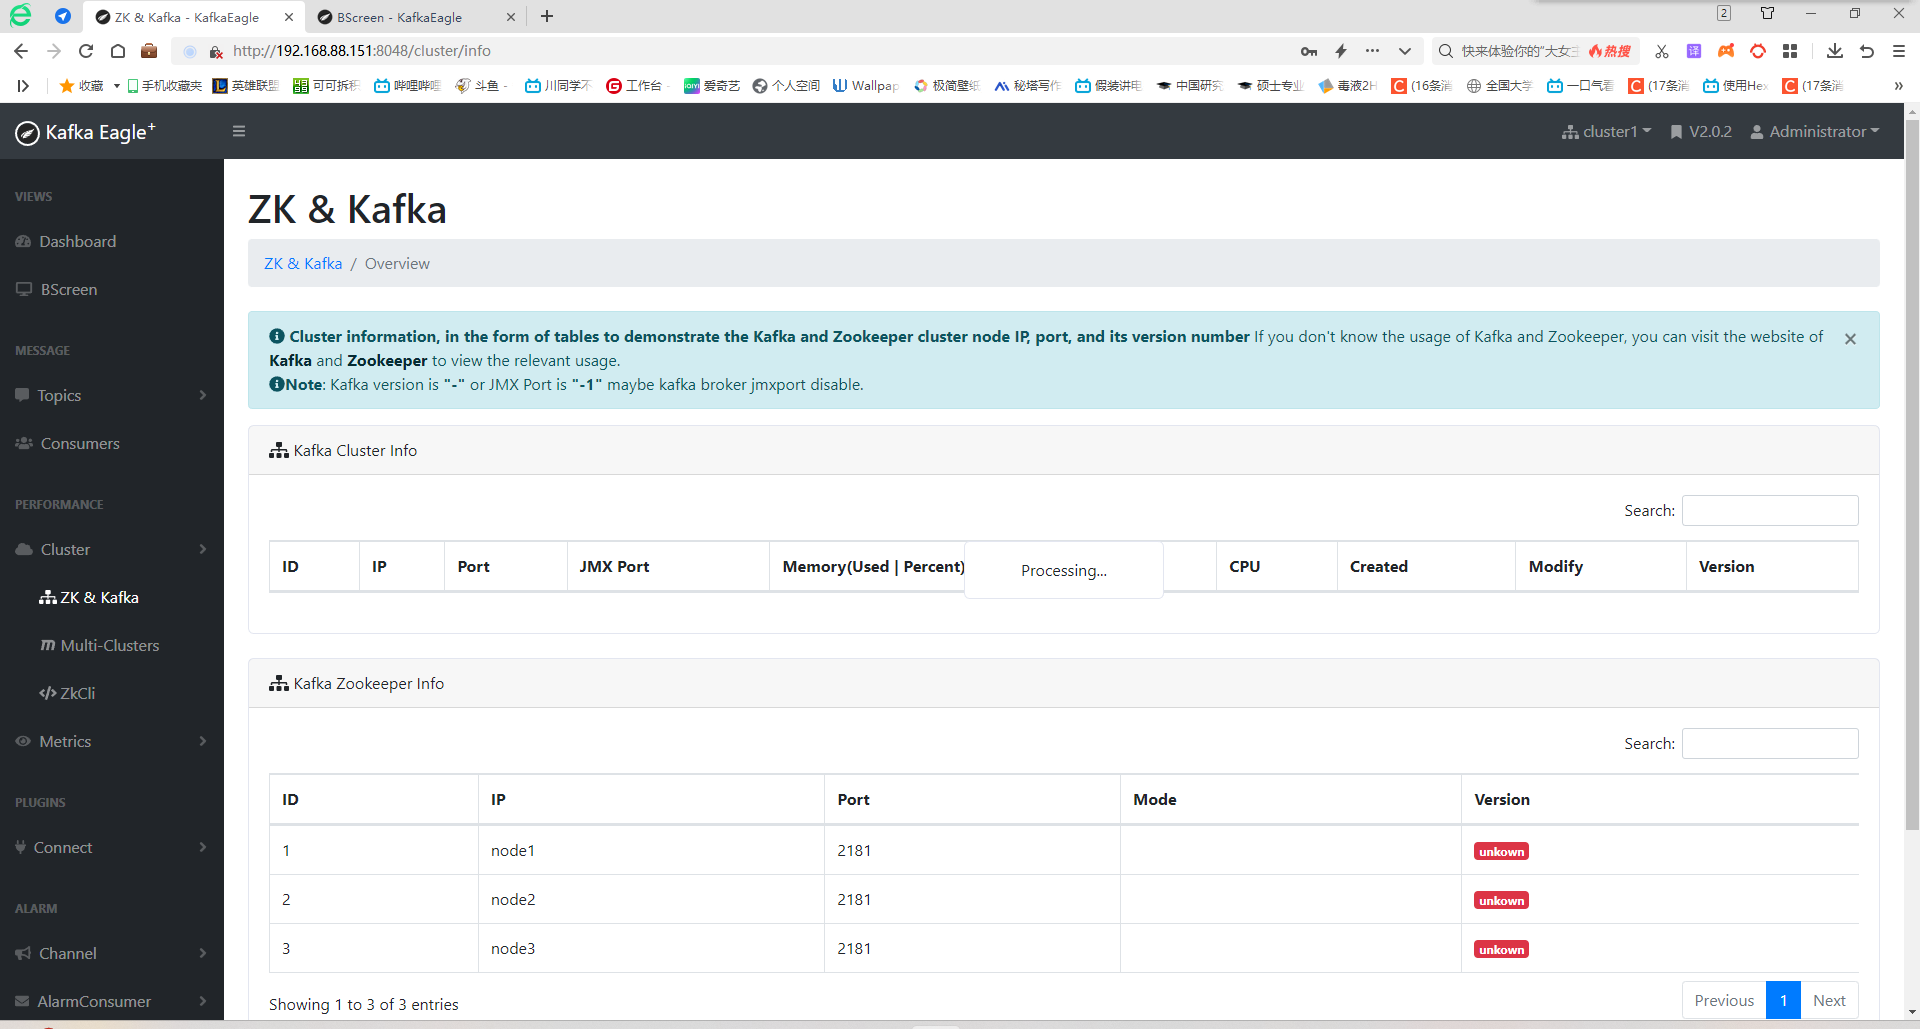 ZK & Kafka - KafkaEagle
BScreen - KafkaEagle
2
http://192.168.88.151:8048/cluster/info
快来体验你的"大女主
热搜
译
收藏
手机收藏夹
英雄联盟
可可拆积
哔哩哔哩
斗鱼 -
川同学不
工作台
爱奇艺
个人空间
Wallpap
极简壁纸
秘塔写作
假装讲电
中国研究
硕士专业
毒液2H
(16条消
全国大学
一口气看
(17条消
使用Hex
(17条消
Kafka Eagle+
cluster1
V2.0.2
Administrator
VIEWS
Dashboard
BScreen
MESSAGE
Topics
Consumers
PERFORMANCE
Cluster
ZK & Kafka
Multi-Clusters
ZkCli
Metrics
PLUGINS
Connect
ALARM
Channel
AlarmConsumer
ZK & Kafka
ZK & Kafka / Overview
Cluster information, in the form of tables to demonstrate the Kafka and Zookeeper cluster node IP, port, and its version number If you don't know the usage of Kafka and Zookeeper, you can visit the website of
Kafka and Zookeeper to view the relevant usage.
Note: Kafka version is "-" or JMX Port is "-1" maybe kafka broker jmxport disable.
Kafka Cluster Info
Search:
ID IP Port JMX Port Memory(Used | Percent) CPU Created Modify Version
Processing...
Kafka Zookeeper Info
Search:
ID IP Port Mode Version
1 node1 2181 unkown
2 node2 2181 unkown
3 node3 2181 unkown
Showing 1 to 3 of 3 entries
Previous 1 Next